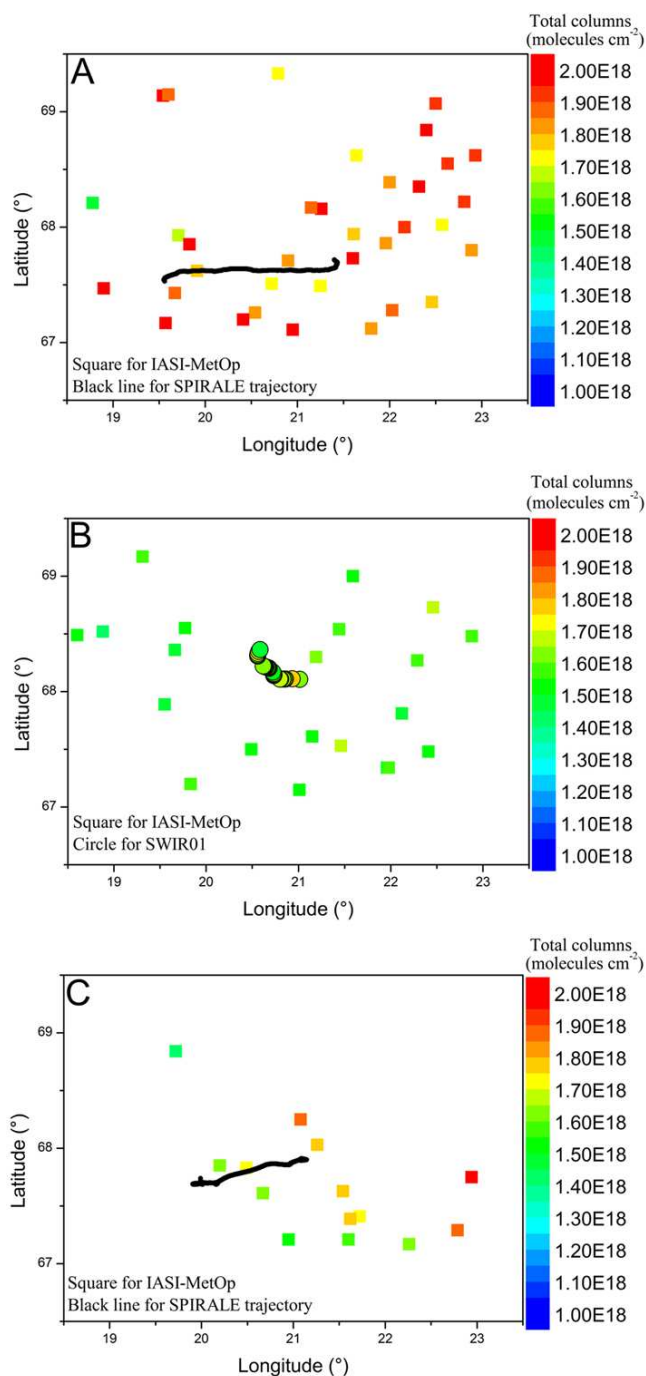 Total columns
(molecules cm-2)
A
69
68
67
Latitude (°)
2.00E18
1.90E18
1.80E18
1.70E18
1.60E18
1.50E18
1.40E18
1.30E18
1.20E18
1.10E18
1.00E18
Square for IASI-MetOp
Black line for SPIRALE trajectory
19 20 21 22 23
Longitude (°)
Total columns
(molecules cm-2)
B
69
68
67
Latitude (°)
2.00E18
1.90E18
1.80E18
1.70E18
1.60E18
1.50E18
1.40E18
1.30E18
1.20E18
1.10E18
1.00E18
Square for IASI-MetOp
Circle for SWIR01
19 20 21 22 23
Longitude (°)
Total columns
(molecules cm-2)
C
69
68
67
Latitude (°)
2.00E18
1.90E18
1.80E18
1.70E18
1.60E18
1.50E18
1.40E18
1.30E18
1.20E18
1.10E18
1.00E18
Square for IASI-MetOp
Black line for SPIRALE trajectory
19 20 21 22 23
Longitude (°)